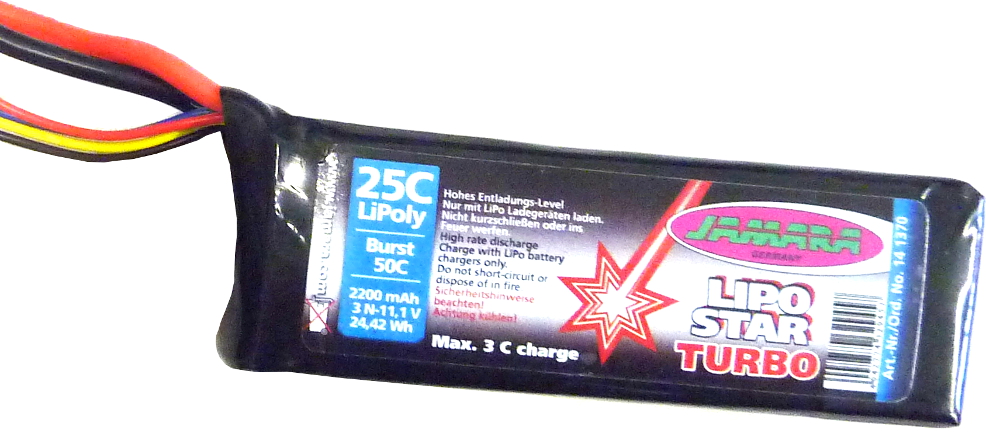 www.jamara.com
25C
LiPoly
Burst
50C
2200 mAh
3 N-11,1 V
24,42 Wh
Hohes Entladungs-Level
Nur mit LiPo Ladegeräten laden.
Nicht kurzschließen oder ins
Feuer werfen.
High rate discharge
Charge with LiPo battery
chargers only.
Do not short-circuit or
dispose of in fire
Sicherheitshinweise
beachten!
Achtung kühlen!
Max. 3 C charge
JAMARA
GERMANY
LIPO
STAR
TURBO
Art.-Nr./Ord. No. 14 1370